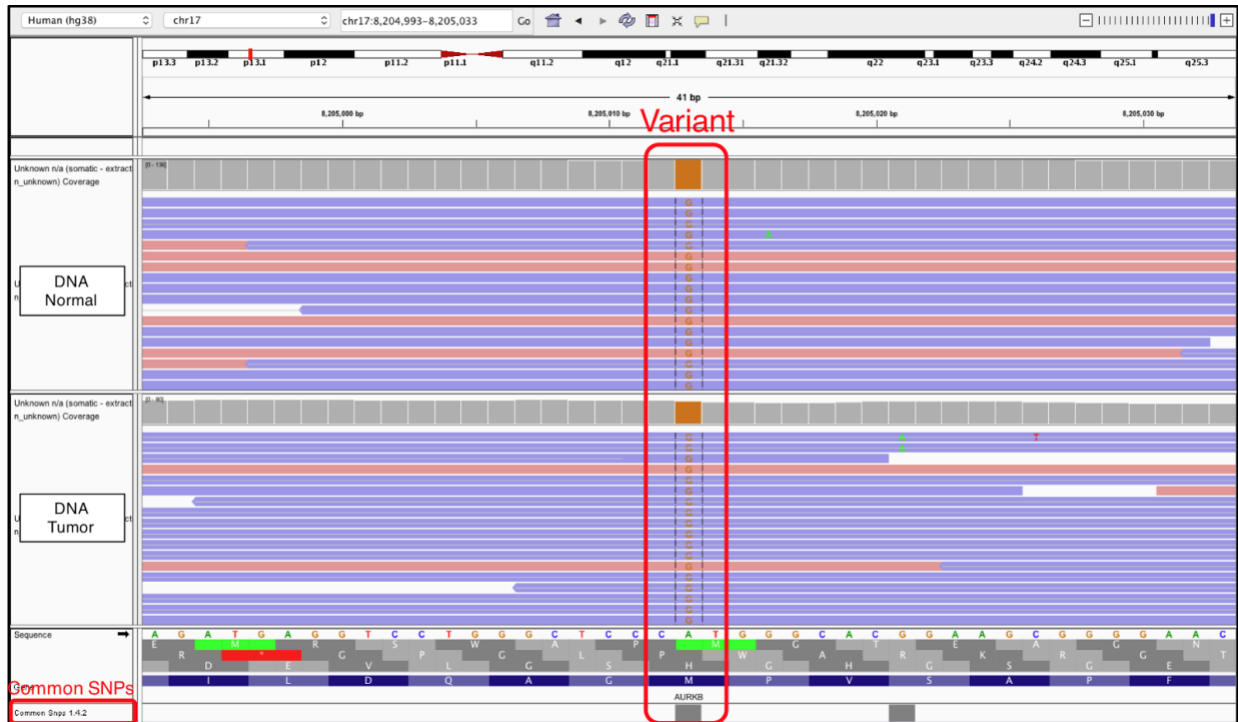 Human (hg38) chr17 chr17:8,204,993-8,205,033 Go
p13.3 p13.2 p13.1 p12 p11.2 p11.1 q11.2 q12 q21.1 q21.31 q21.32 q22 q23.1 q23.3 q24.2 q24.3 q25.1 q25.3
41 bp
8,205,000 bp 8,205,010 bp 8,205,020 bp 8,205,030 bp
Variant
Unknown n/a (somatic - extract
n_unknown) Coverage
DNA
Normal
Unknown n/a (somatic - extract
n_unknown) Coverage
DNA
Tumor
Sequence A G A T G A G G T C C T G G G C T C C C A T G G G C A C G G A A G C G G G G A A C
E M R S W A P M A T E A G N
R * G P G L P W A R K R G T
D E V L G S H G H G S G E
I L D Q A G M P V S A P F
AURKB
Common SNPs
Common Snps 1.4.2